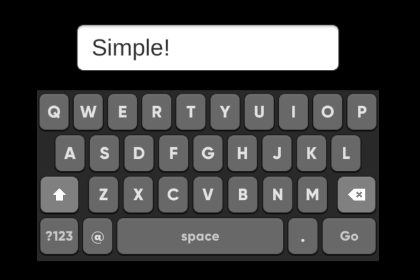 Simple!
Q W E R T Y U I O P
A S D F G H J K L
Z X C V B N M
?123 @ space . Go